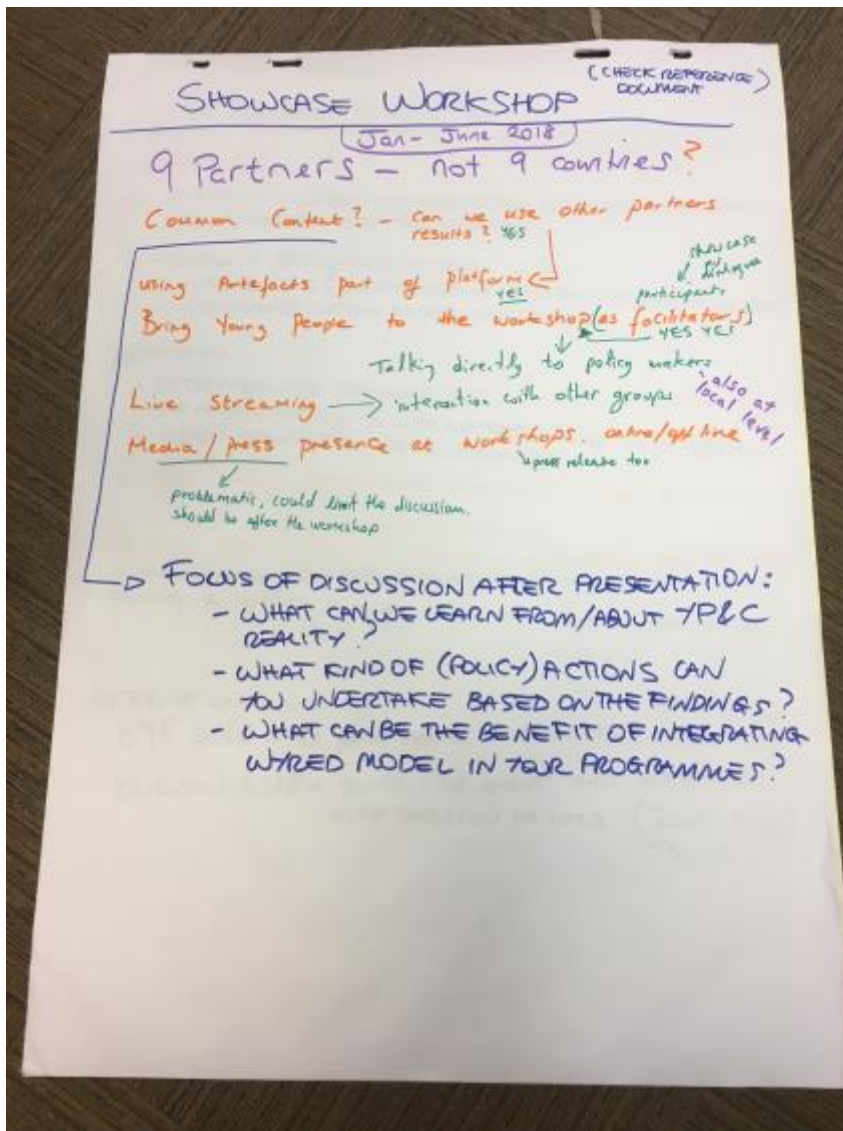 SHOWCASE WORKSHOP
(CHECK REFERENCE)
DOCUMENT
Jan - June 2018
9 Partners - not 9 countries?
Common Content? - Can we use other partners
results? YES
using Artefacts part of platform
YES
showcase
dialogue
participants
Bring Young People to the workshop (as facilitators)
YES YES
Talking directly to policy makers
also at
local level
Live Streaming → interaction with other groups
Media / press presence at workshops. online/off line
press release too
problematic, could limit the discussion.
should be after the workshop
FOCUS OF DISCUSSION AFTER PRESENTATION:
- WHAT CAN WE LEARN FROM/ABOUT YP&C
REALITY?
- WHAT KIND OF (POLICY) ACTIONS CAN
YOU UNDERTAKE BASED ON THE FINDINGS?
- WHAT CAN BE THE BENEFIT OF INTEGRATING
WYRED MODEL IN YOUR PROGRAMMES?